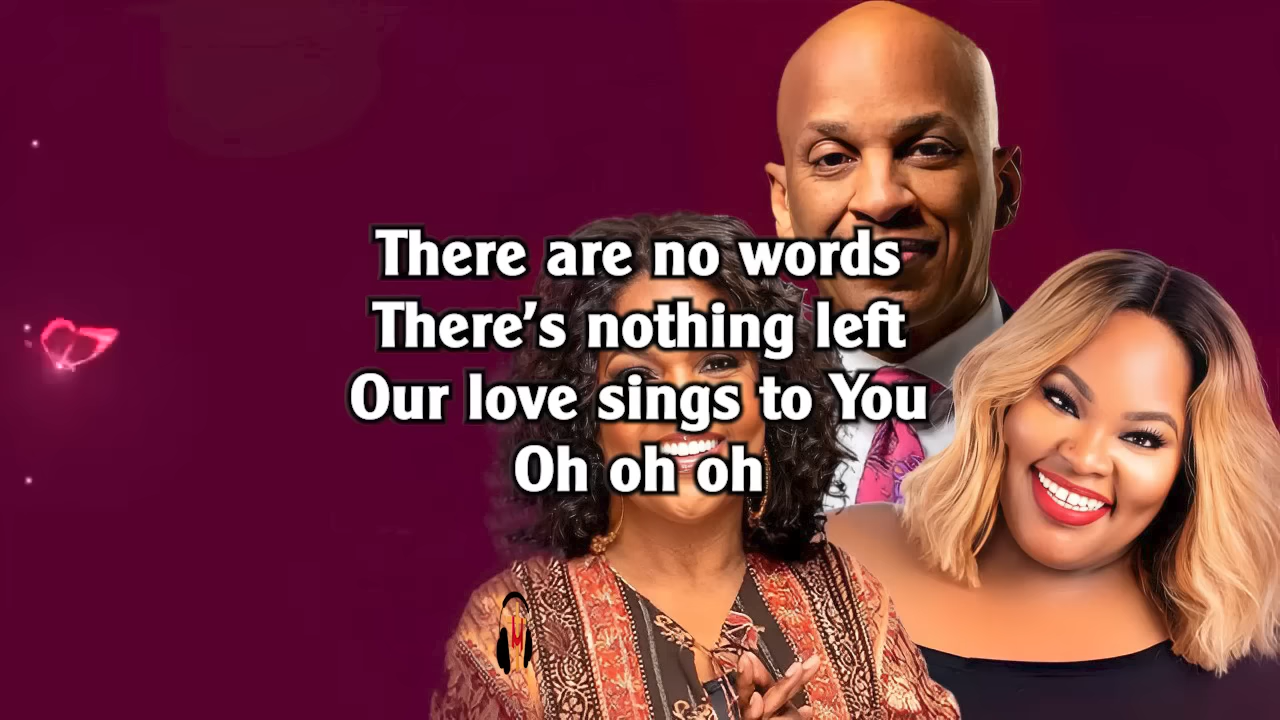 There are no words
There's nothing left
Our love sings to You
Oh oh oh